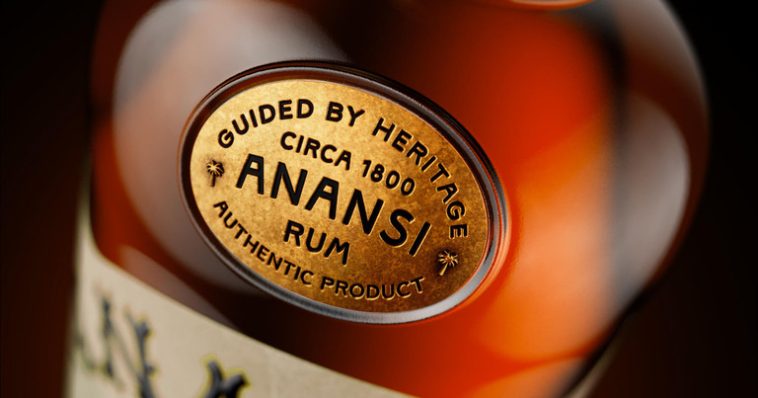 GUIDED BY HERITAGE
CIRCA 1800
ANANSI
RUM
AUTHENTIC PRODUCT